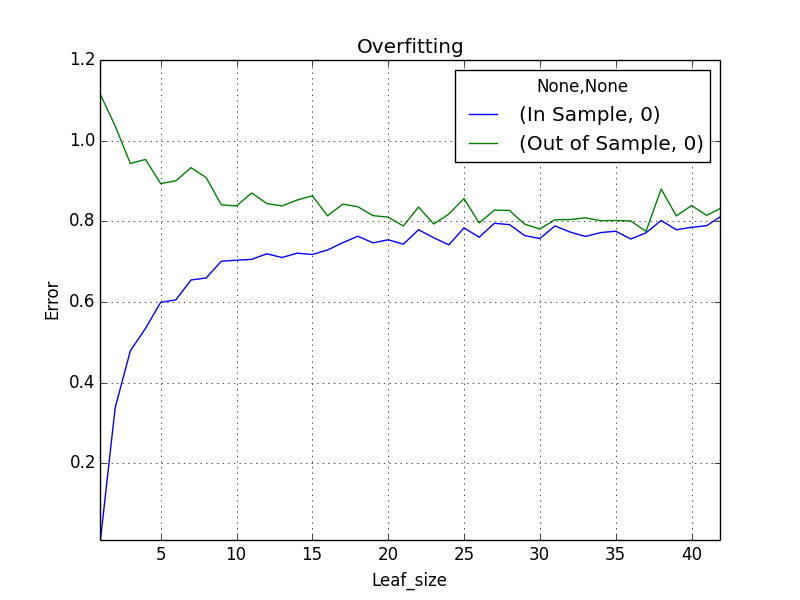 Overfitting
None,None
(In Sample, 0)
(Out of Sample, 0)
1.2
1.0
0.8
0.6
0.4
0.2
Error
5 10 15 20 25 30 35 40
Leaf_size